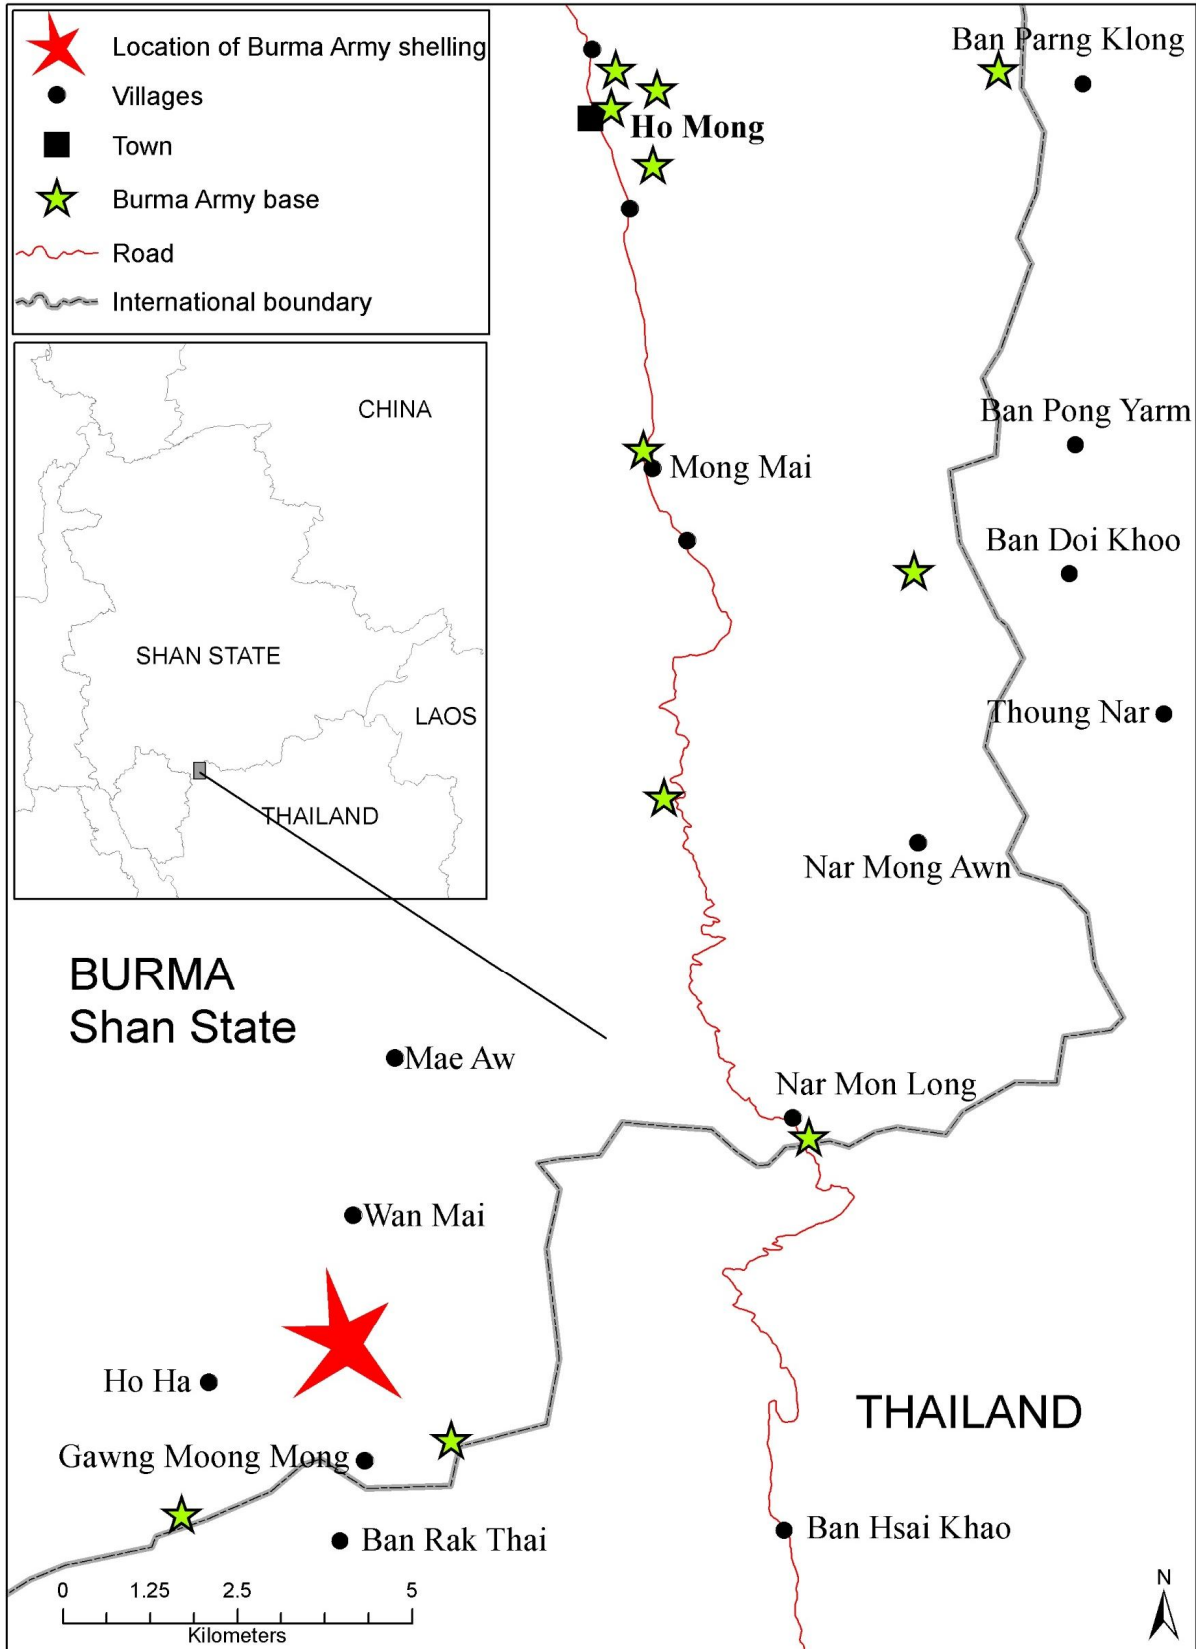 Location of Burma Army shelling
Villages
Town
Burma Army base
Road
International boundary
CHINA
SHAN STATE
LAOS
THAILAND
Ban Parng Klong
Ho Mong
Ban Pong Yarm
Mong Mai
Ban Doi Khoo
Thoung Nar
Nar Mong Awn
BURMA
Shan State
Mae Aw
Nar Mon Long
Wan Mai
Ho Ha
THAILAND
Gawng Moong Mong
Ban Hsai Khao
Ban Rak Thai
0 1.25 2.5 5
Kilometers
N